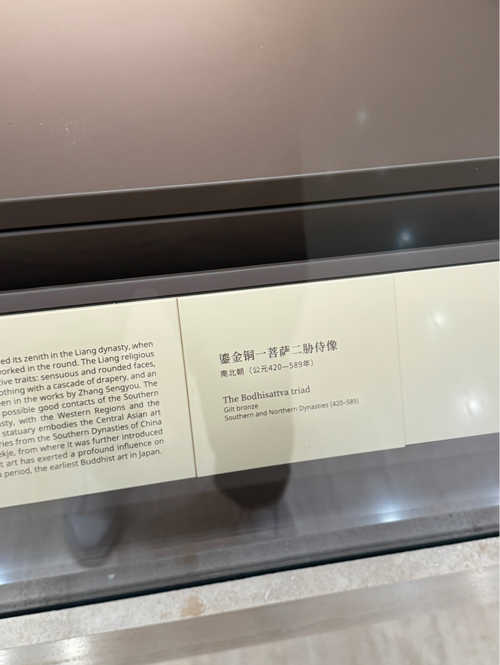 ed its zenith in the Liang dynasty, when
orked in the round. The Liang religious
ive traits: sensuous and rounded faces,
othing with a cascade of drapery, and an
en in the works by Zhang Sengyou. The
possible good contacts of the Southern
sty, with the Western Regions and the
statuary embodies the Central Asian art
ries from the Southern Dynasties of China
ekje, from where it was further introduced
t art has exerted a profound influence on
period, the earliest Buddhist art in Japan.
鎏金铜一菩萨二胁侍像
南北朝（公元420—589年）
The Bodhisattva triad
Gilt bronze
Southern and Northern Dynasties (420–589)